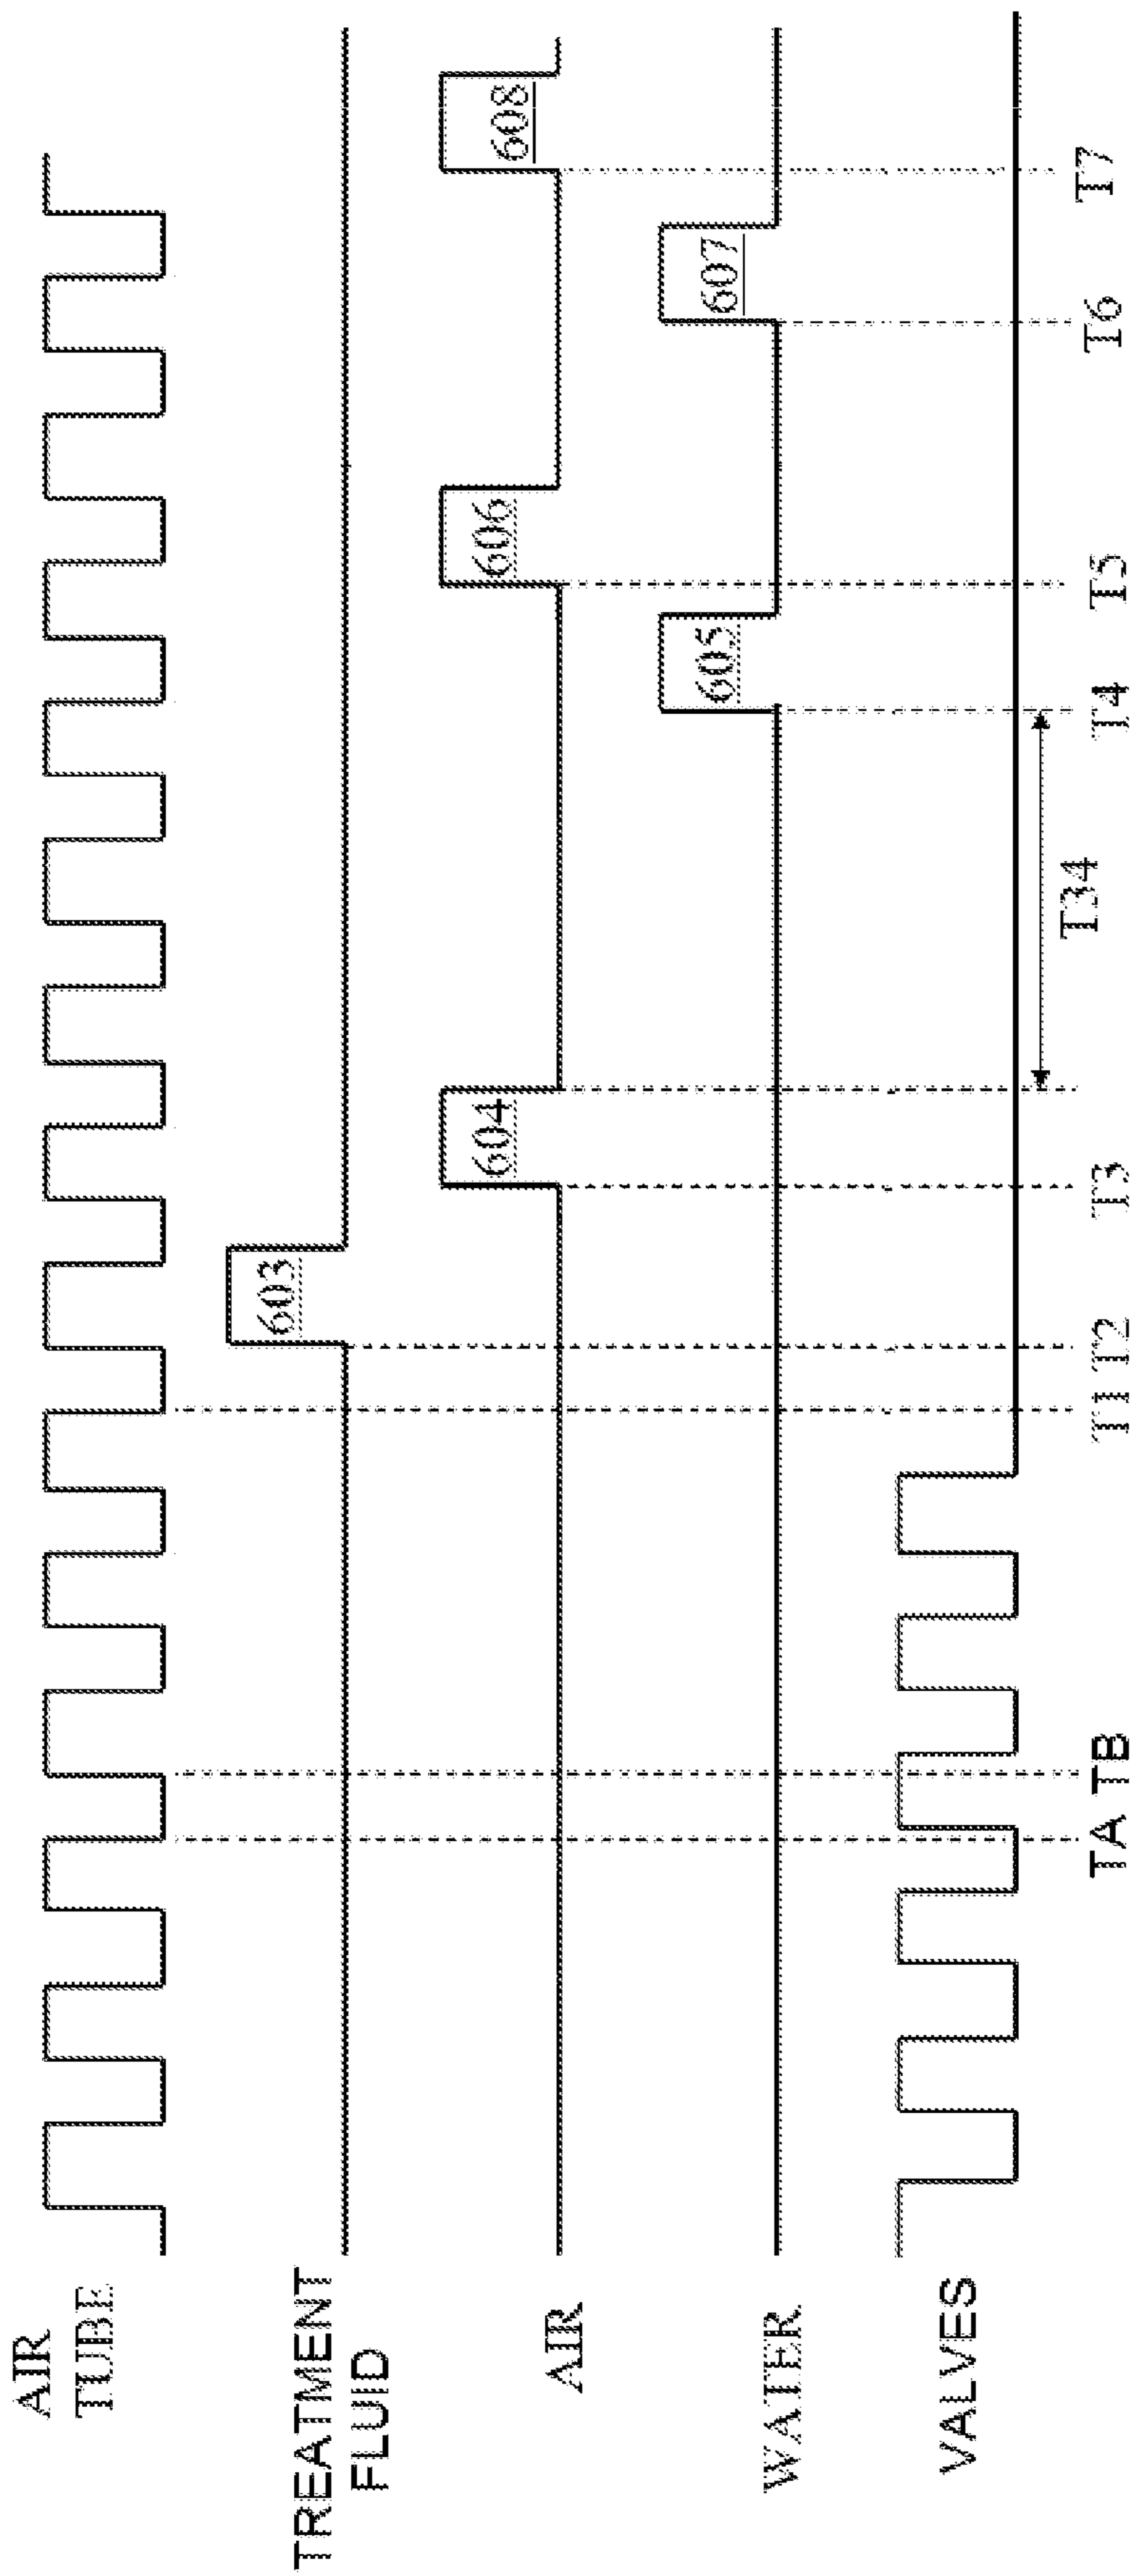 AIR
TUBE
TREATMENT
FLUID
603
AIR
604
606
608
WATER
605
607
VALVES
T34
TA TB T1 T2 T3 T4 T5 T6 T7